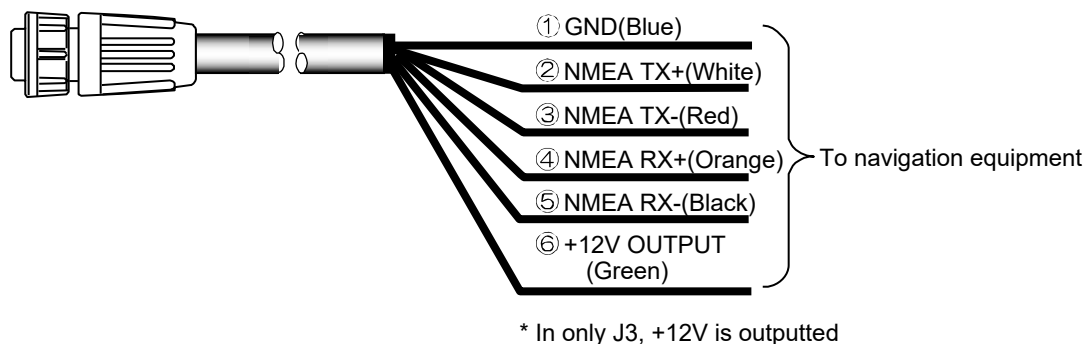 ① GND(Blue)
② NMEA TX+(White)
③ NMEA TX-(Red)
④ NMEA RX+(Orange)
⑤ NMEA RX-(Black)
⑥ +12V OUTPUT
(Green)
To navigation equipment
* In only J3, +12V is outputted